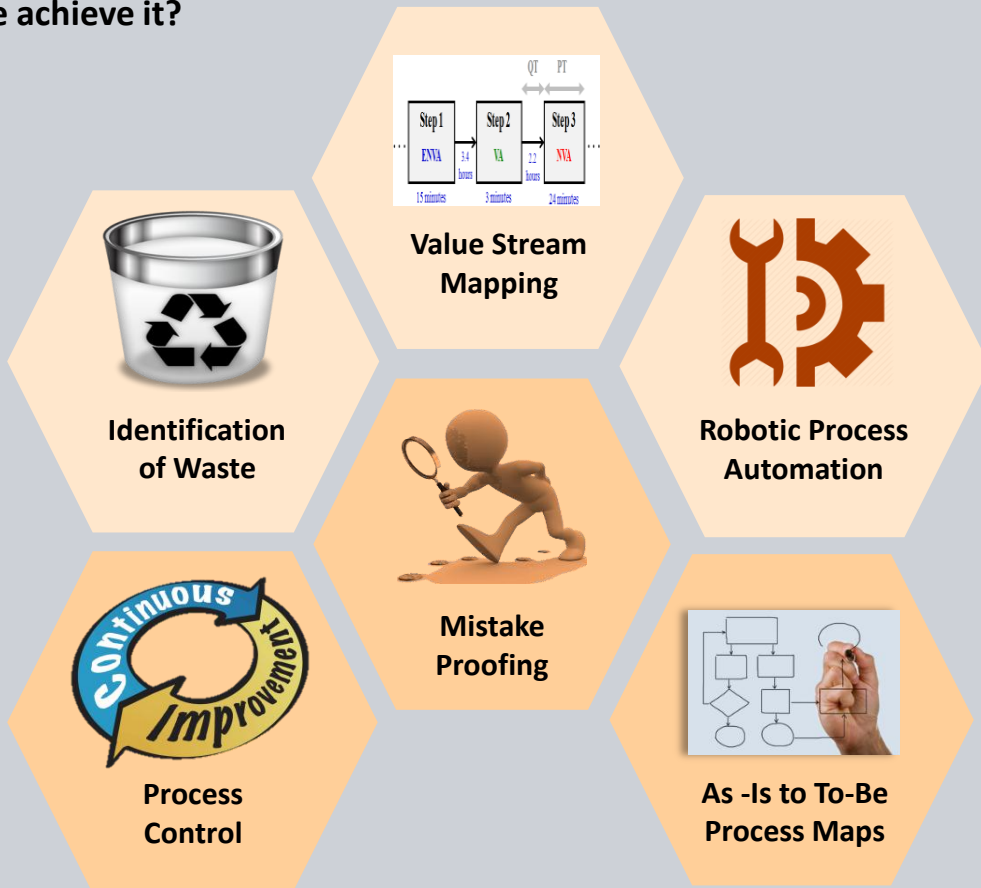 e achieve it?
QT PT
Step 1 Step 2 Step 3
... ENVA 3.4 VA 2.2 NVA ...
hours hours
15 minutes 3 minutes 24 minutes
Value Stream
Mapping
Identification
of Waste
Robotic Process
Automation
Mistake
Proofing
Continuous
Improvement
Process
Control
As -Is to To-Be
Process Maps